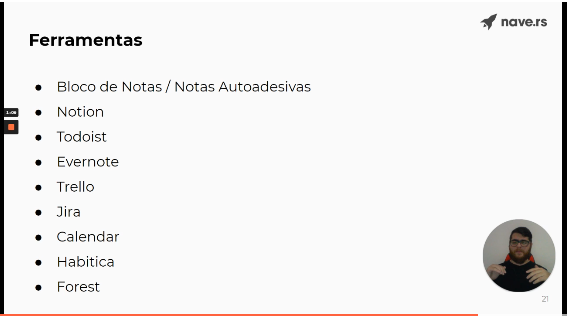 nave.rs
Ferramentas
Bloco de Notas / Notas Autoadesivas
Notion
Todoist
Evernote
Trello
Jira
Calendar
Habitica
Forest
21